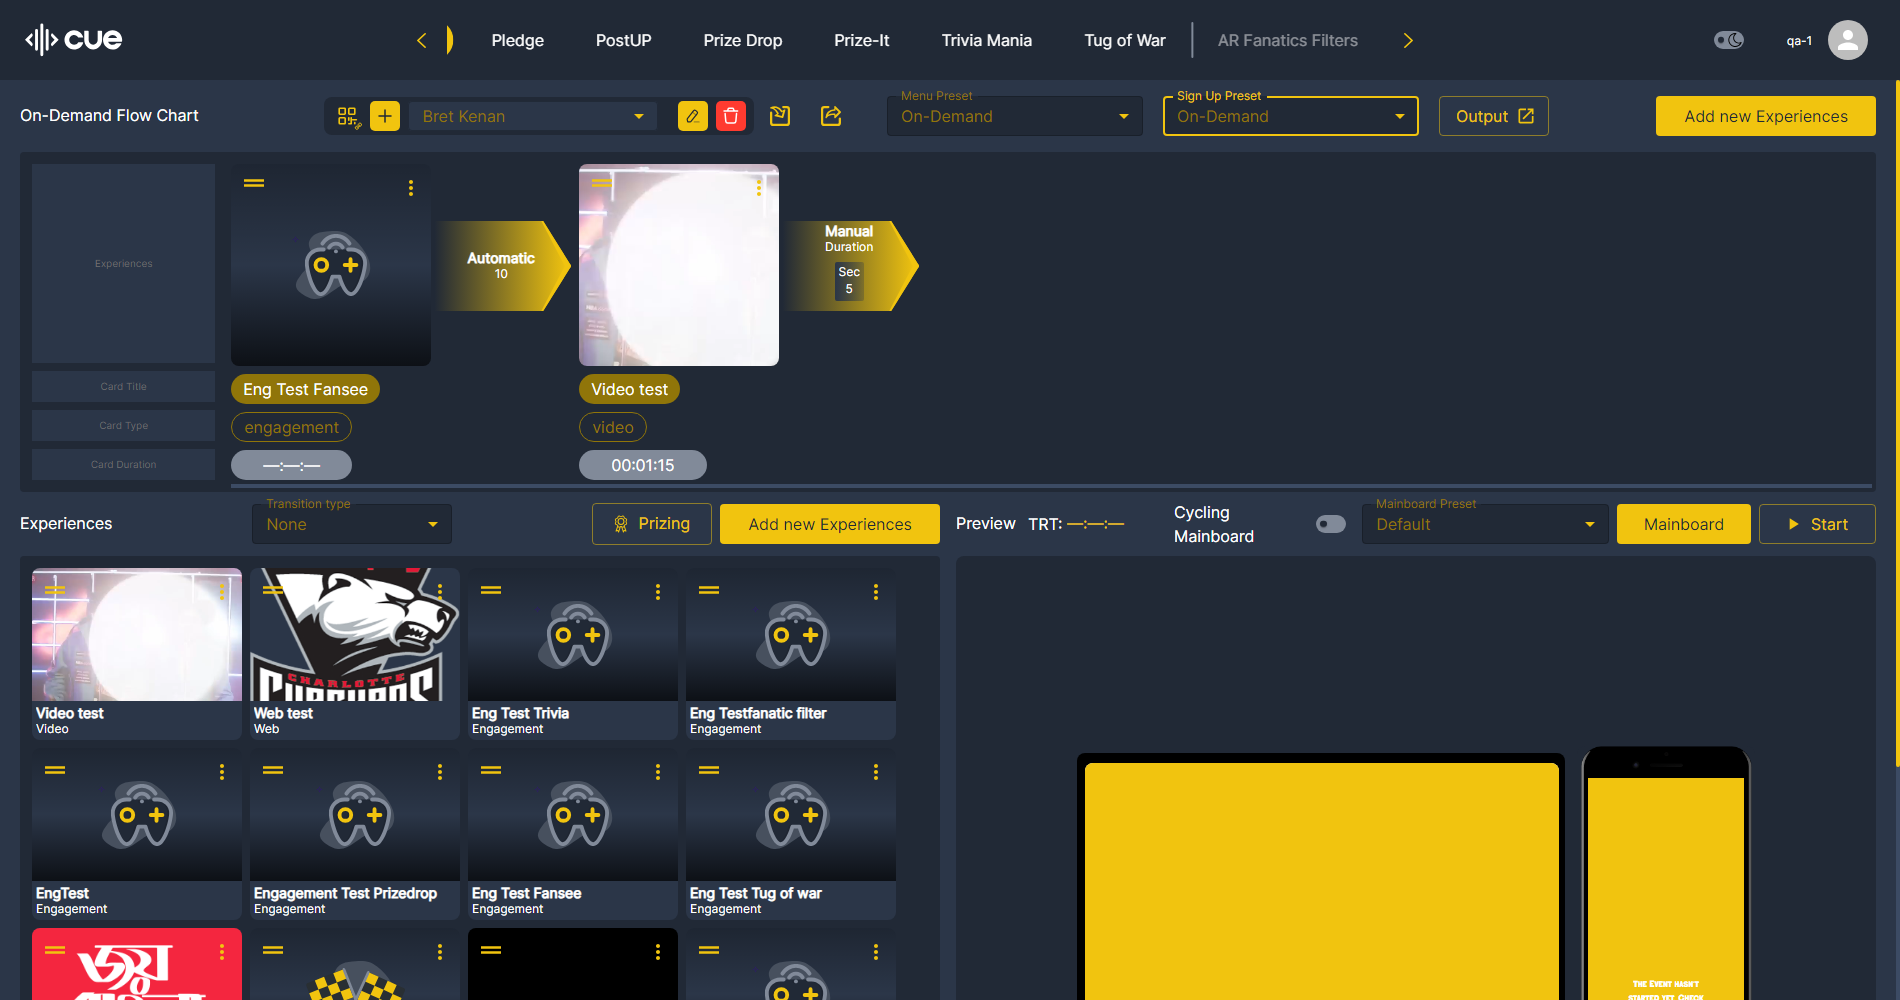 cue
Pledge
PostUP
Prize Drop
Prize-It
Trivia Mania
Tug of War
AR Fanatics Filters
qa-1
On-Demand Flow Chart
Bret Kenan
Menu Preset
On-Demand
Sign Up Preset
On-Demand
Output
Add new Experiences
Experiences
Card Title
Card Type
Card Duration
Automatic
10
Manual
Duration
Sec
5
Eng Test Fansee
engagement
—:—:—
Video test
video
00:01:15
Experiences
Transition type
None
Prizing
Add new Experiences
Preview
TRT: —:—:—
Cycling
Mainboard
Mainboard Preset
Default
Mainboard
Start
CHARLOTTE
Video test
Video
Web test
Web
Eng Test Trivia
Engagement
Eng Testfanatic filter
Engagement
EngTest
Engagement
Engagement Test Prizedrop
Engagement
Eng Test Fansee
Engagement
Eng Test Tug of war
Engagement
জয়
The Event hasn't
started yet. Check